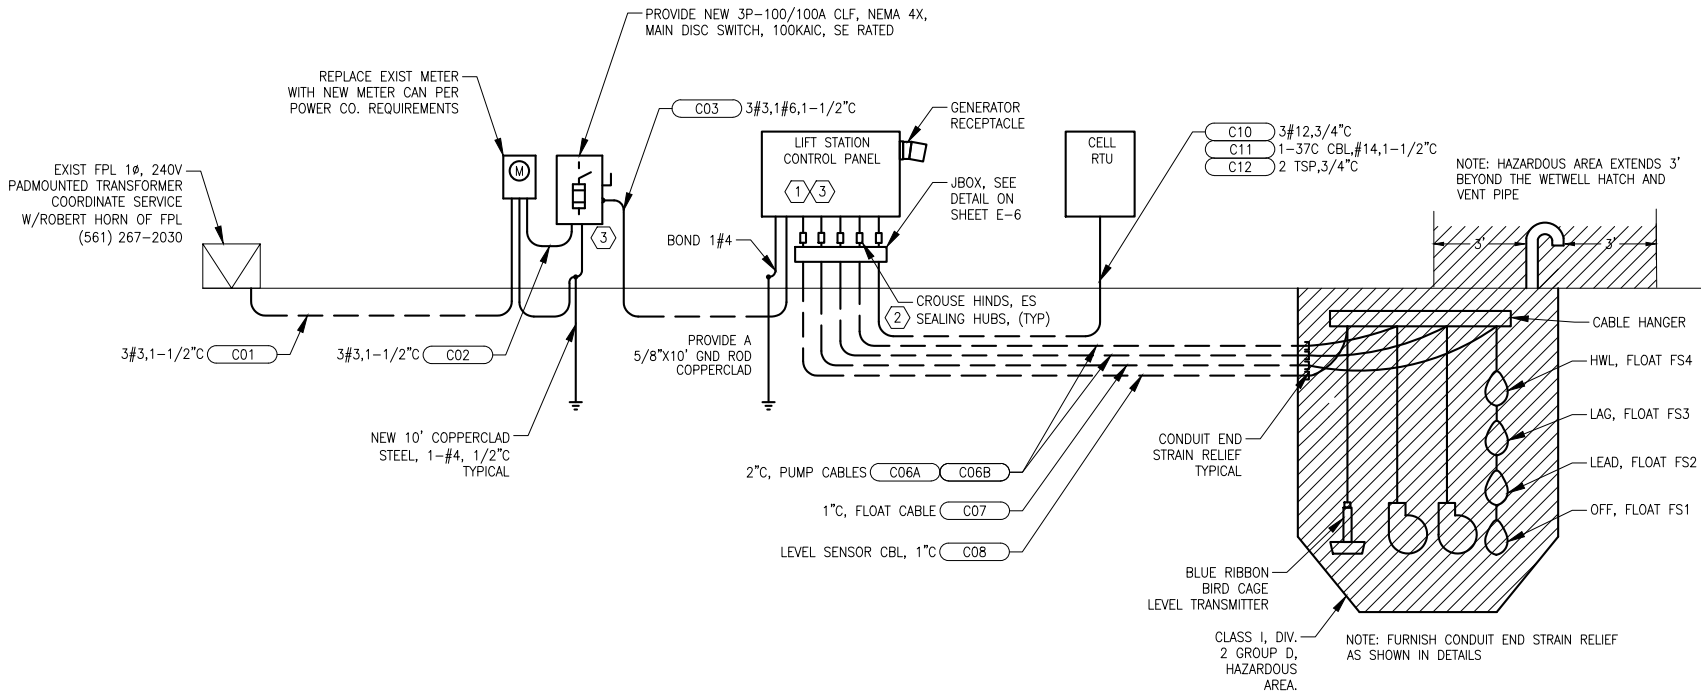 PROVIDE NEW 3P-100/100A CLF, NEMA 4X,
MAIN DISC SWITCH, 100KAIC, SE RATED
REPLACE EXIST METER
WITH NEW METER CAN PER
POWER CO. REQUIREMENTS
C03 3#3,1#6,1-1/2"C
GENERATOR
RECEPTACLE
LIFT STATION
CONTROL PANEL
1 3
CELL
RTU
C10 3#12,3/4"C
C11 1-37C CBL,#14,1-1/2"C
C12 2 TSP,3/4"C
NOTE: HAZARDOUS AREA EXTENDS 3'
BEYOND THE WETWELL HATCH AND
VENT PIPE
EXIST FPL 1ø, 240V
PADMOUNTED TRANSFORMER
COORDINATE SERVICE
W/ROBERT HORN OF FPL
(561) 267-2030
M
3
JBOX, SEE
DETAIL ON
SHEET E-6
BOND 1#4
3' 3'
CROUSE HINDS, ES
SEALING HUBS, (TYP)
2
3#3,1-1/2"C C01
3#3,1-1/2"C C02
PROVIDE A
5/8"X10' GND ROD
COPPERCLAD
CABLE HANGER
HWL, FLOAT FS4
LAG, FLOAT FS3
LEAD, FLOAT FS2
OFF, FLOAT FS1
NEW 10' COPPERCLAD
STEEL, 1-#4, 1/2"C
TYPICAL
CONDUIT END
STRAIN RELIEF
TYPICAL
2"C, PUMP CABLES C06A C06B
1"C, FLOAT CABLE C07
LEVEL SENSOR CBL, 1"C C08
BLUE RIBBON
BIRD CAGE
LEVEL TRANSMITTER
CLASS I, DIV.
2 GROUP D,
HAZARDOUS
AREA.
NOTE: FURNISH CONDUIT END STRAIN RELIEF
AS SHOWN IN DETAILS